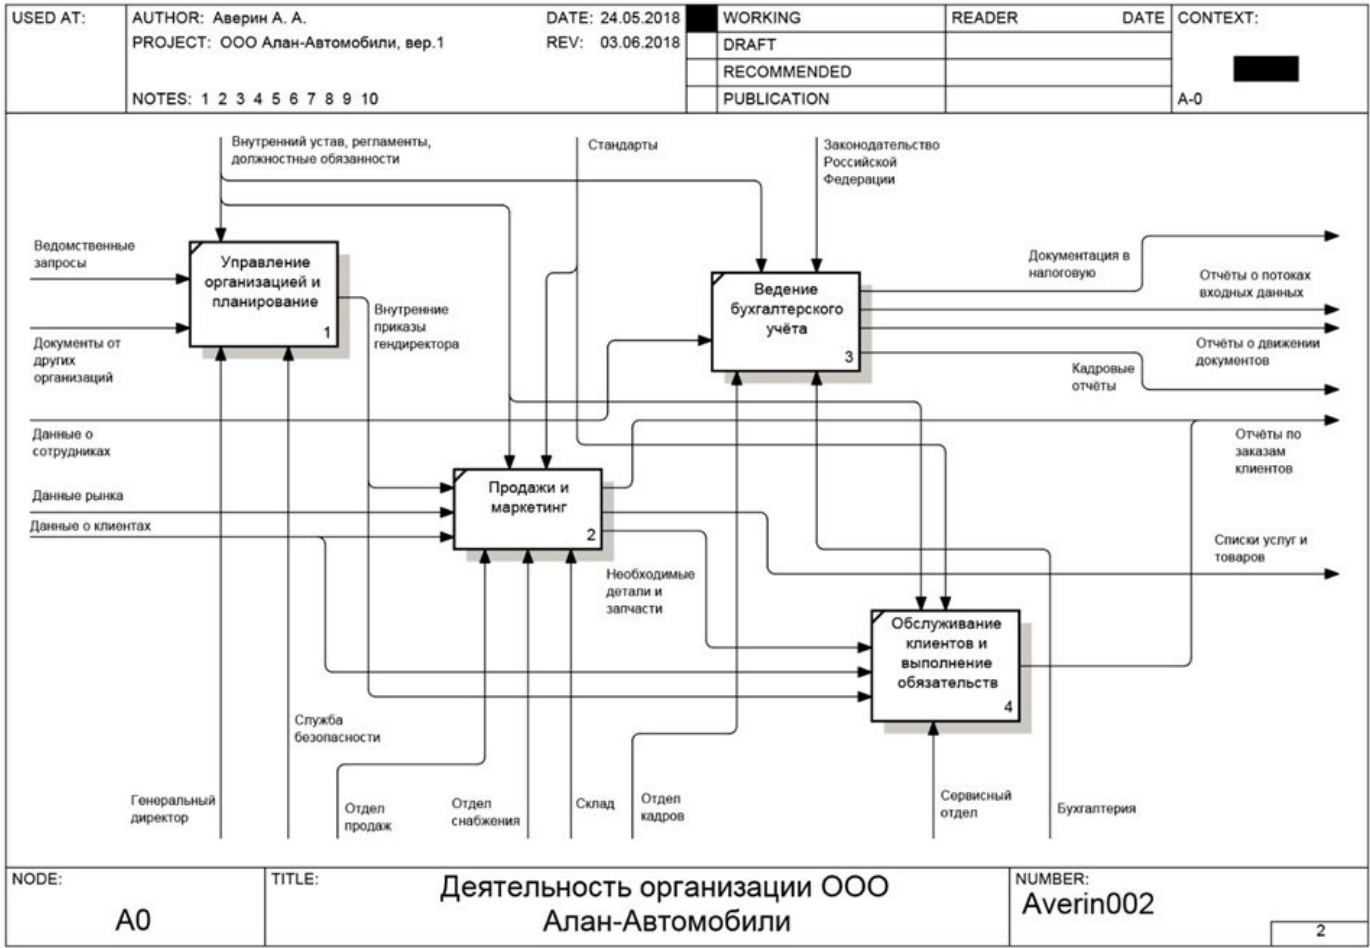 USED AT:
AUTHOR: Аверин А. А.
DATE: 24.05.2018
PROJECT: ООО Алан-Автомобили, вер.1
REV: 03.06.2018
NOTES: 1 2 3 4 5 6 7 8 9 10
WORKING
DRAFT
RECOMMENDED
PUBLICATION
READER
DATE
CONTEXT:
A-0
Внутренний устав, регламенты,
должностные обязанности
Стандарты
Законодательство
Российской
Федерации
Ведомственные
запросы
Управление
организацией и
планирование
1
Документы от
других
организаций
Внутренние
приказы
гендиректора
Ведение
бухгалтерского
учёта
3
Документация в
налоговую
Отчёты о потоках
входных данных
Отчёты о движении
документов
Кадровые
отчёты
Данные о
сотрудниках
Отчёты по
заказам
клиентов
Данные рынка
Данные о клиентах
Продажи и
маркетинг
2
Списки услуг и
товаров
Необходимые
детали и
запчасти
Обслуживание
клиентов и
выполнение
обязательств
4
Служба
безопасности
Генеральный
директор
Отдел
продаж
Отдел
снабжения
Склад
Отдел
кадров
Сервисный
отдел
Бухгалтерия
NODE:
A0
TITLE:
Деятельность организации ООО
Алан-Автомобили
NUMBER:
Averin002
2